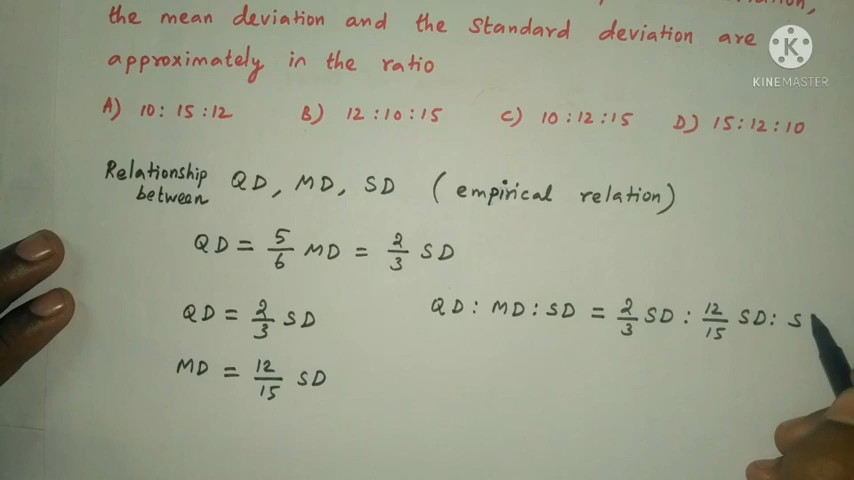 the mean deviation and the standard deviation are
approximately in the ratio
A) 10 : 15 : 12 B) 12 : 10 : 15 C) 10 : 12 : 15 D) 15 : 12 : 10
Relationship between QD, MD, SD (empirical relation)
QD = 5/6 MD = 2/3 SD
QD = 2/3 SD
QD : MD : SD = 2/3 SD : 12/15 SD : S
MD = 12/15 SD
K
KINEMASTER